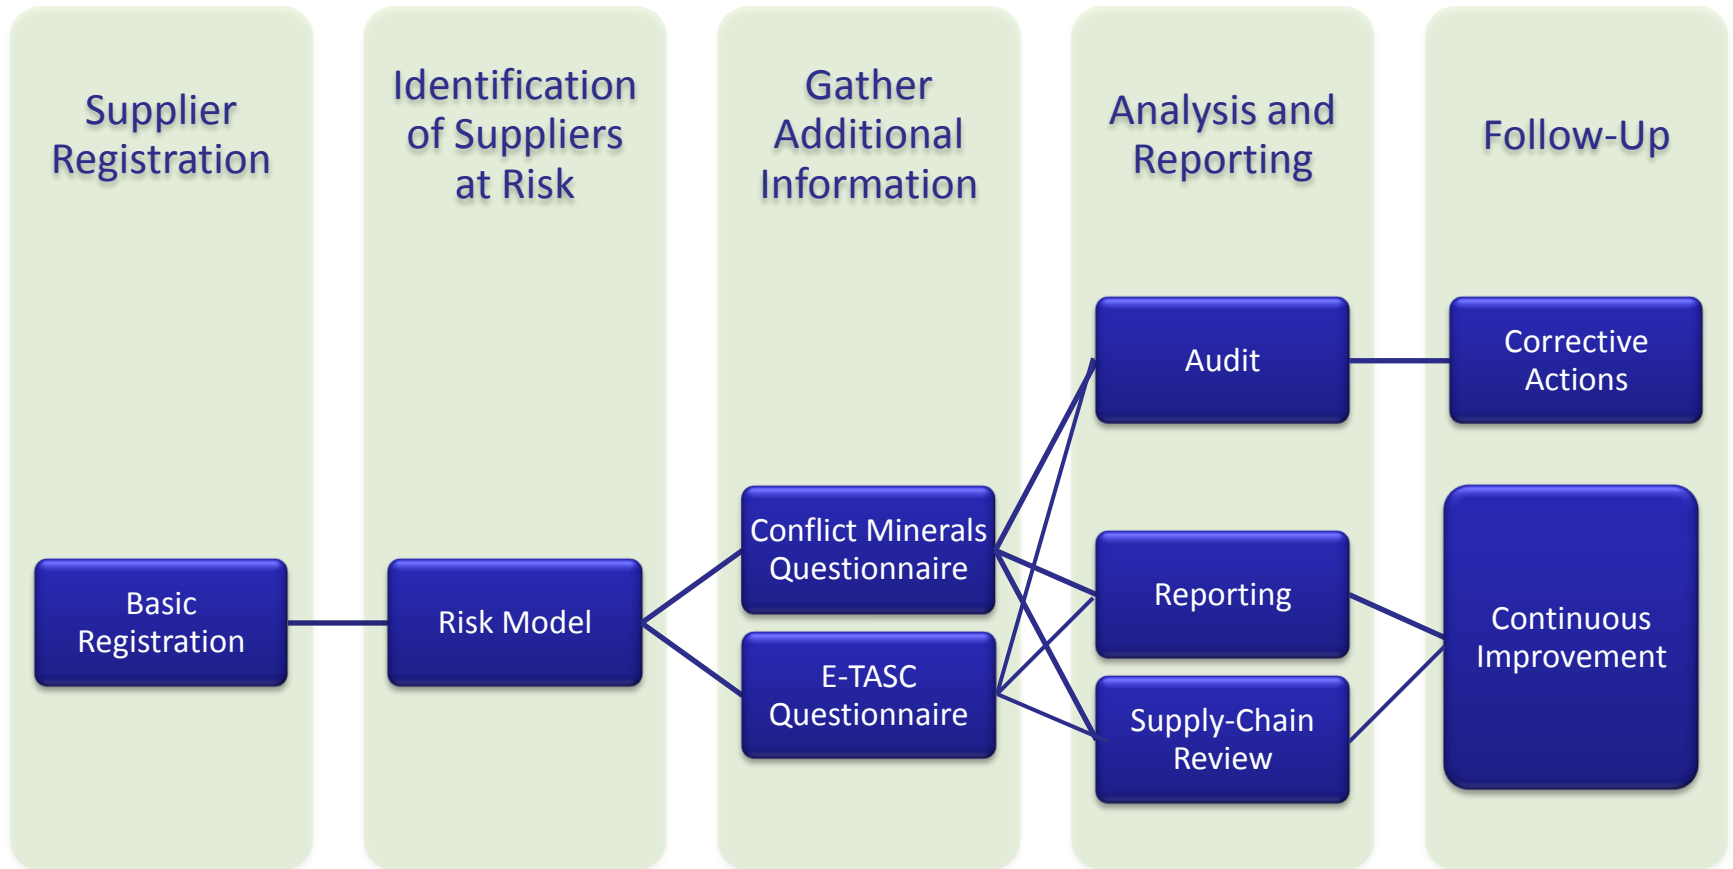 Supplier
Registration
Identification
of Suppliers
at Risk
Gather
Additional
Information
Analysis and
Reporting
Follow-Up
Basic
Registration
Risk Model
Conflict Minerals
Questionnaire
E-TASC
Questionnaire
Audit
Reporting
Supply-Chain
Review
Corrective
Actions
Continuous
Improvement